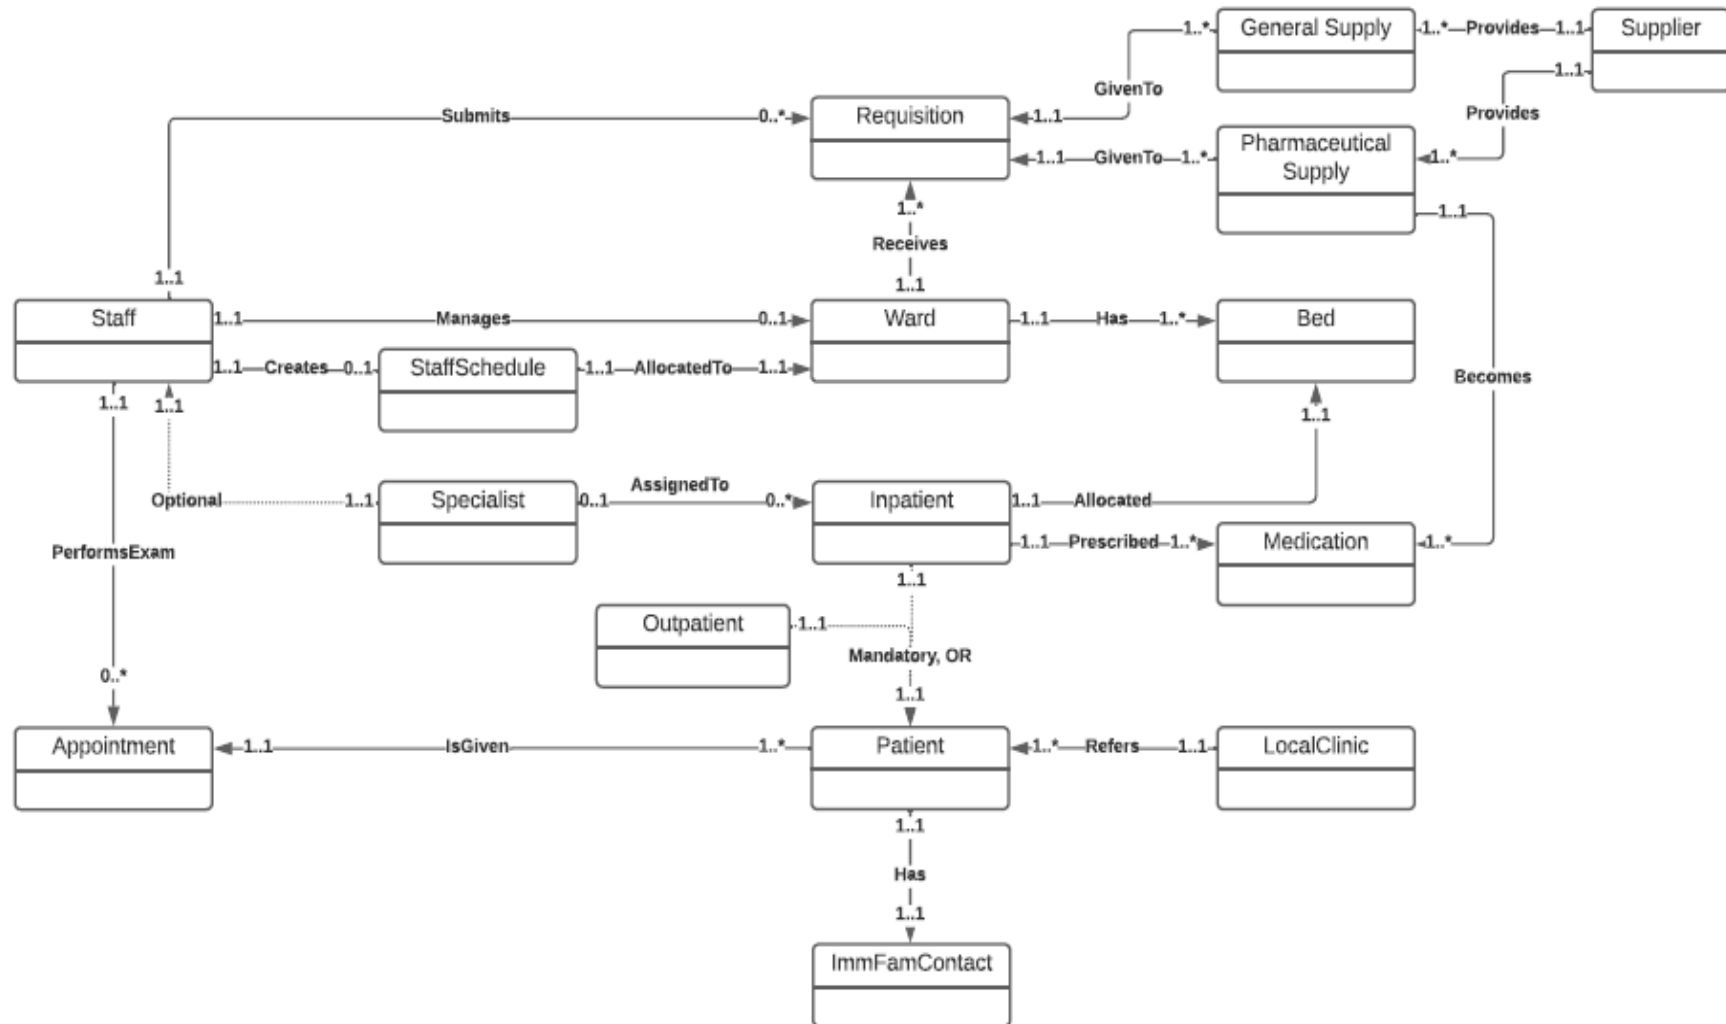 General Supply
1..*
Provides
1..1
Supplier
1..*
1..1
GivenTo
Provides
Submits
0..*
Requisition
1..1
Pharmaceutical
Supply
1..1
GivenTo
1..*
1..*
1..*
1..1
Receives
1..1
1..1
Staff
1..1
Manages
0..1
Ward
1..1
Has
1..*
Bed
1..1
Creates
0..1
StaffSchedule
1..1
AllocatedTo
1..1
Becomes
1..1
1..1
1..1
Optional
1..1
Specialist
0..1
AssignedTo
0..*
Inpatient
1..1
Allocated
1..1
Prescribed
1..*
Medication
1..*
PerformsExam
1..1
Outpatient
1..1
Mandatory, OR
0..*
1..1
Appointment
1..1
IsGiven
1..*
Patient
1..*
Refers
1..1
LocalClinic
1..1
Has
1..1
ImmFamContact